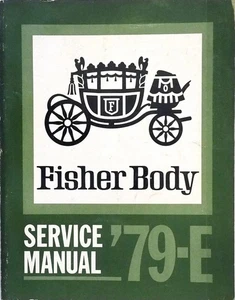 F
Fisher Body
SERVICE
MANUAL '79-E